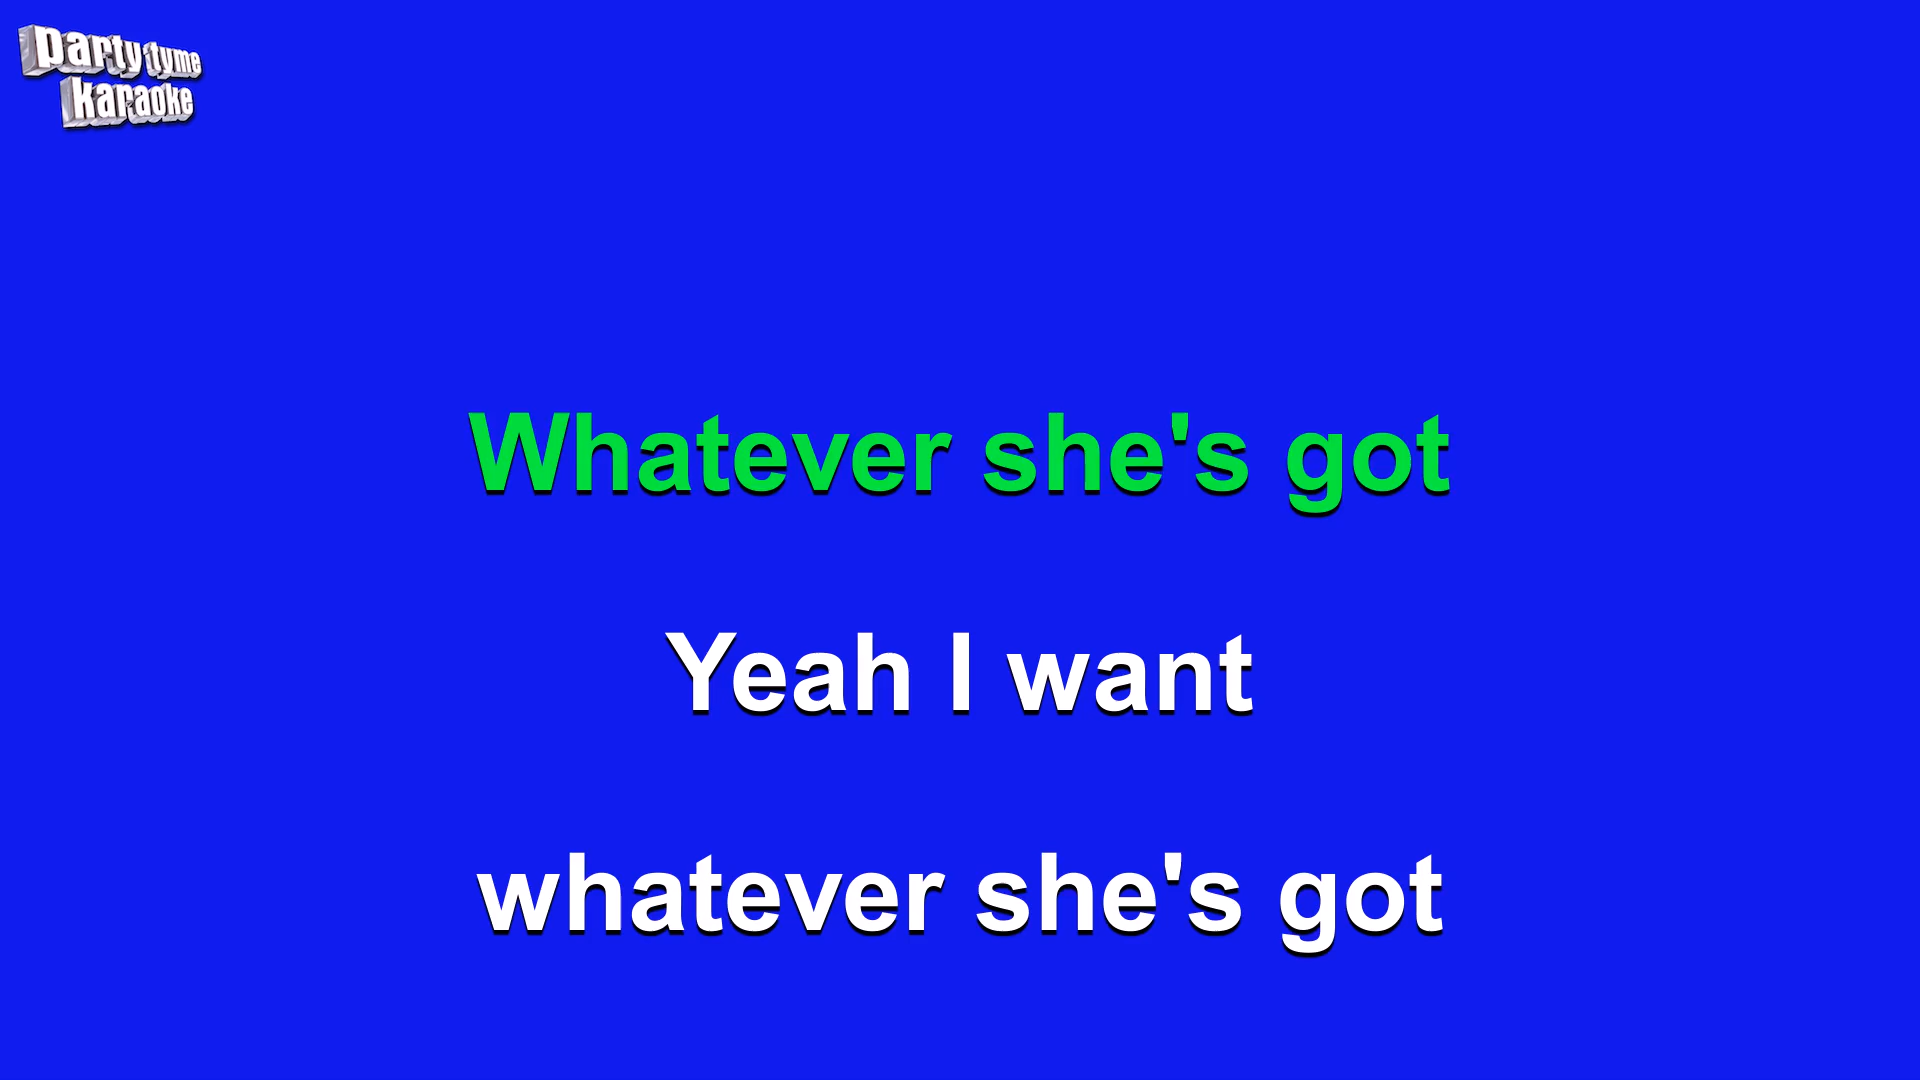 party tyme
karaoke
Whatever she's got
Yeah I want
whatever she's got